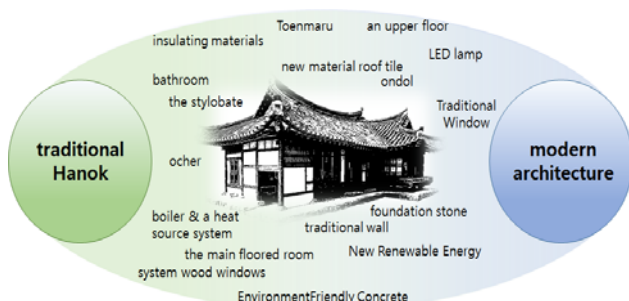 Toenmaru
an upper floor
insulating materials
LED lamp
new material roof tile
bathroom
ondol
the stylobate
Traditional
Window
traditional
Hanok
modern
architecture
ocher
boiler & a heat
source system
foundation stone
traditional wall
the main floored room
New Renewable Energy
system wood windows
EnvironmentFriendly Concrete